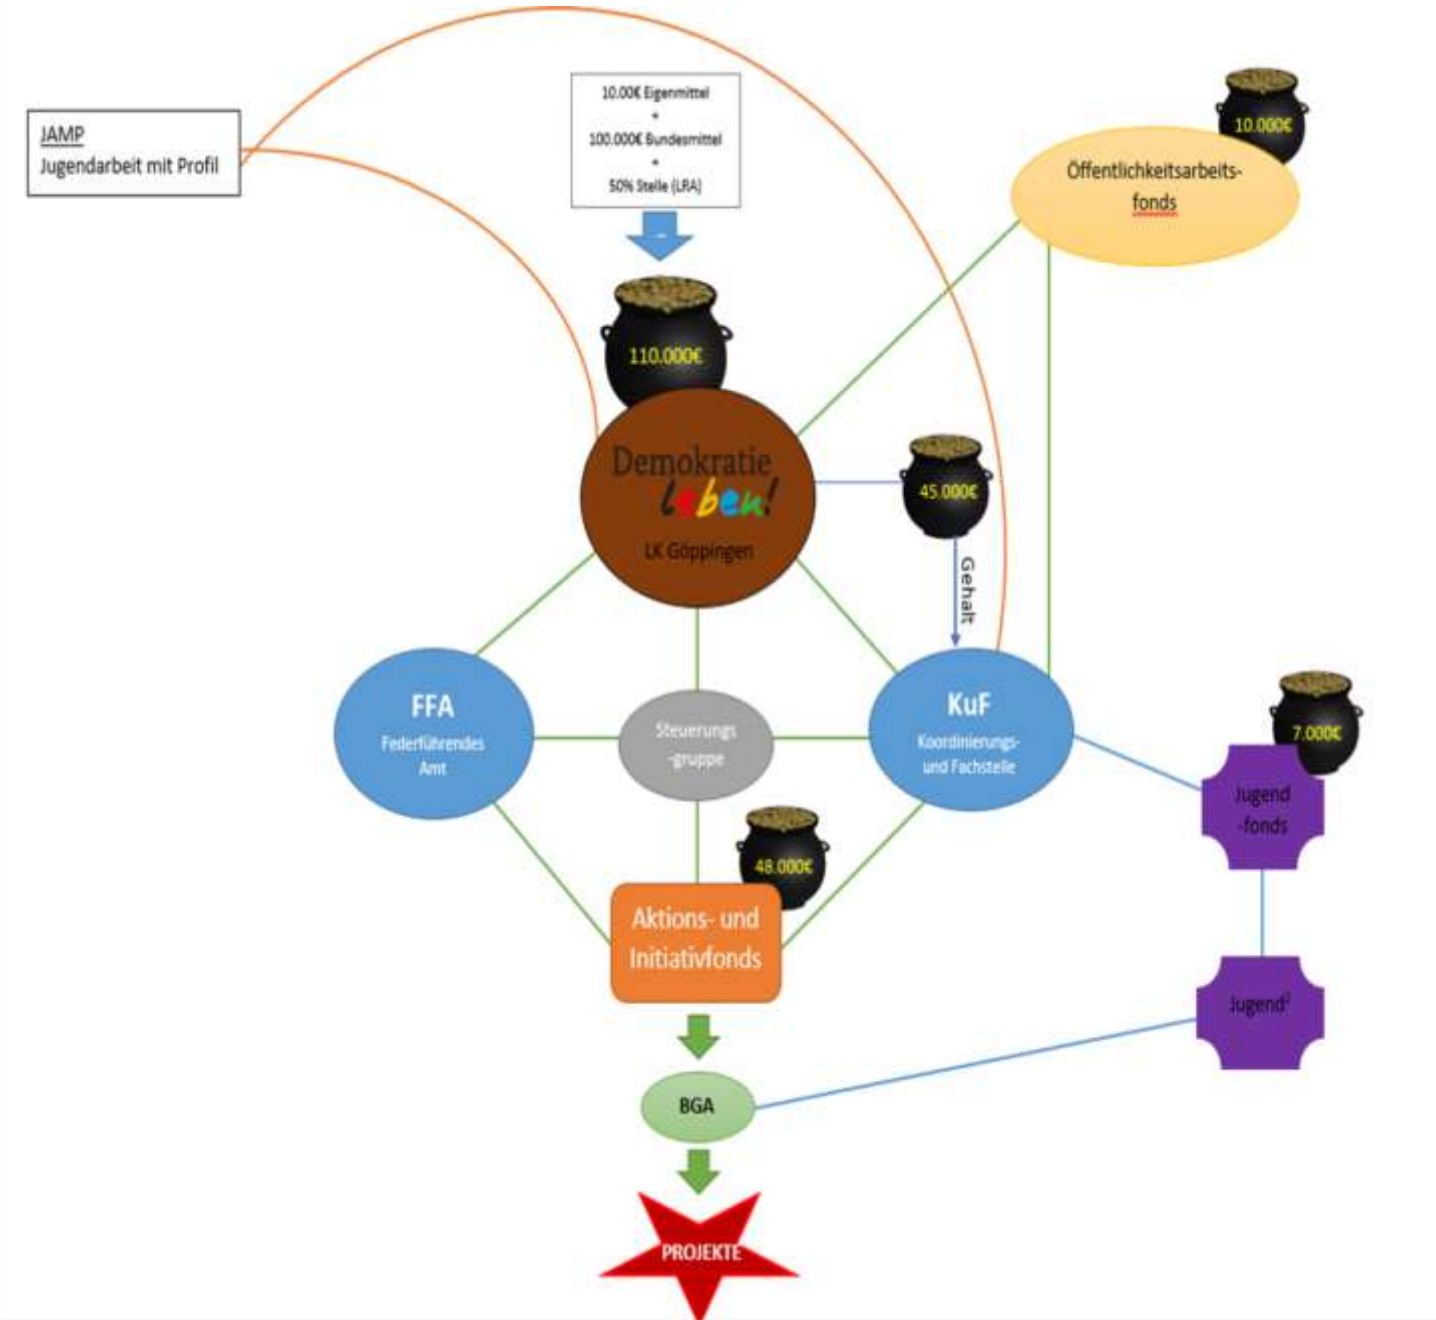 10.00€ Eigenmittel
+
100.000€ Bundesmittel
+
50% Stelle (LRA)
JAMP
Jugendarbeit mit Profil
10.000€
Öffentlichkeitsarbeits-
fonds
110.000€
Demokratie
leben!
LK Göppingen
45.000€
Gehalt
FFA
Federführendes
Amt
Steuerungs
-gruppe
KuF
Koordinierungs-
und Fachstelle
7.000€
Jugend
-fonds
48.000€
Aktions- und
Initiativfonds
Jugend²
BGA
PROJEKTE